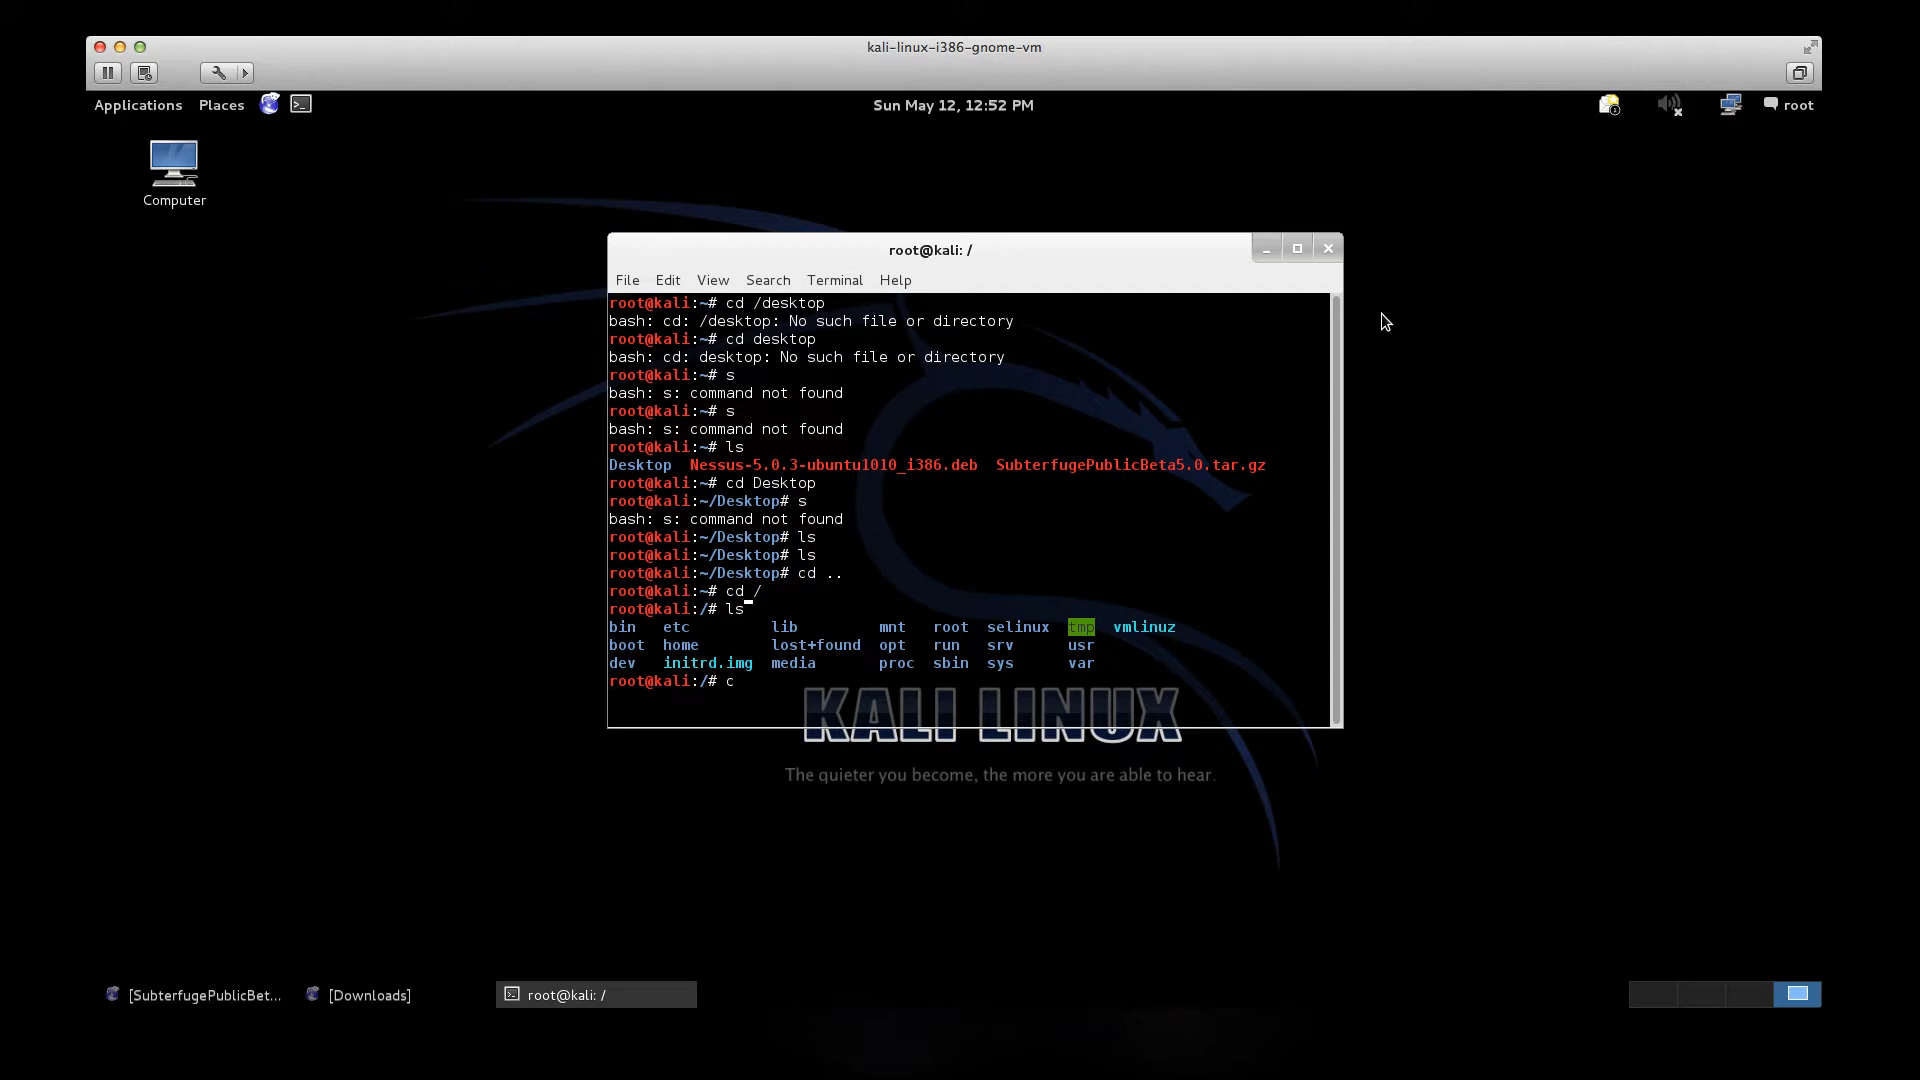 kali-linux-i386-gnome-vm
Applications Places Sun May 12, 12:52 PM root
Computer
root@kali: /
File Edit View Search Terminal Help
root@kali:~# cd /desktop
bash: cd: /desktop: No such file or directory
root@kali:~# cd desktop
bash: cd: desktop: No such file or directory
root@kali:~# s
bash: s: command not found
root@kali:~# s
bash: s: command not found
root@kali:~# ls
Desktop Nessus-5.0.3-ubuntu1010_i386.deb SubterfugePublicBeta5.0.tar.gz
root@kali:~# cd Desktop
root@kali:~/Desktop# s
bash: s: command not found
root@kali:~/Desktop# ls
root@kali:~/Desktop# ls
root@kali:~/Desktop# cd ..
root@kali:~# cd /
root@kali:/# ls
bin etc lib mnt root selinux tmp vmlinuz
boot home lost+found opt run srv usr
dev initrd.img media proc sbin sys var
root@kali:/# c
KALI LINUX
The quieter you become, the more you are able to hear.
[SubterfugePublicBet... [Downloads] root@kali: /